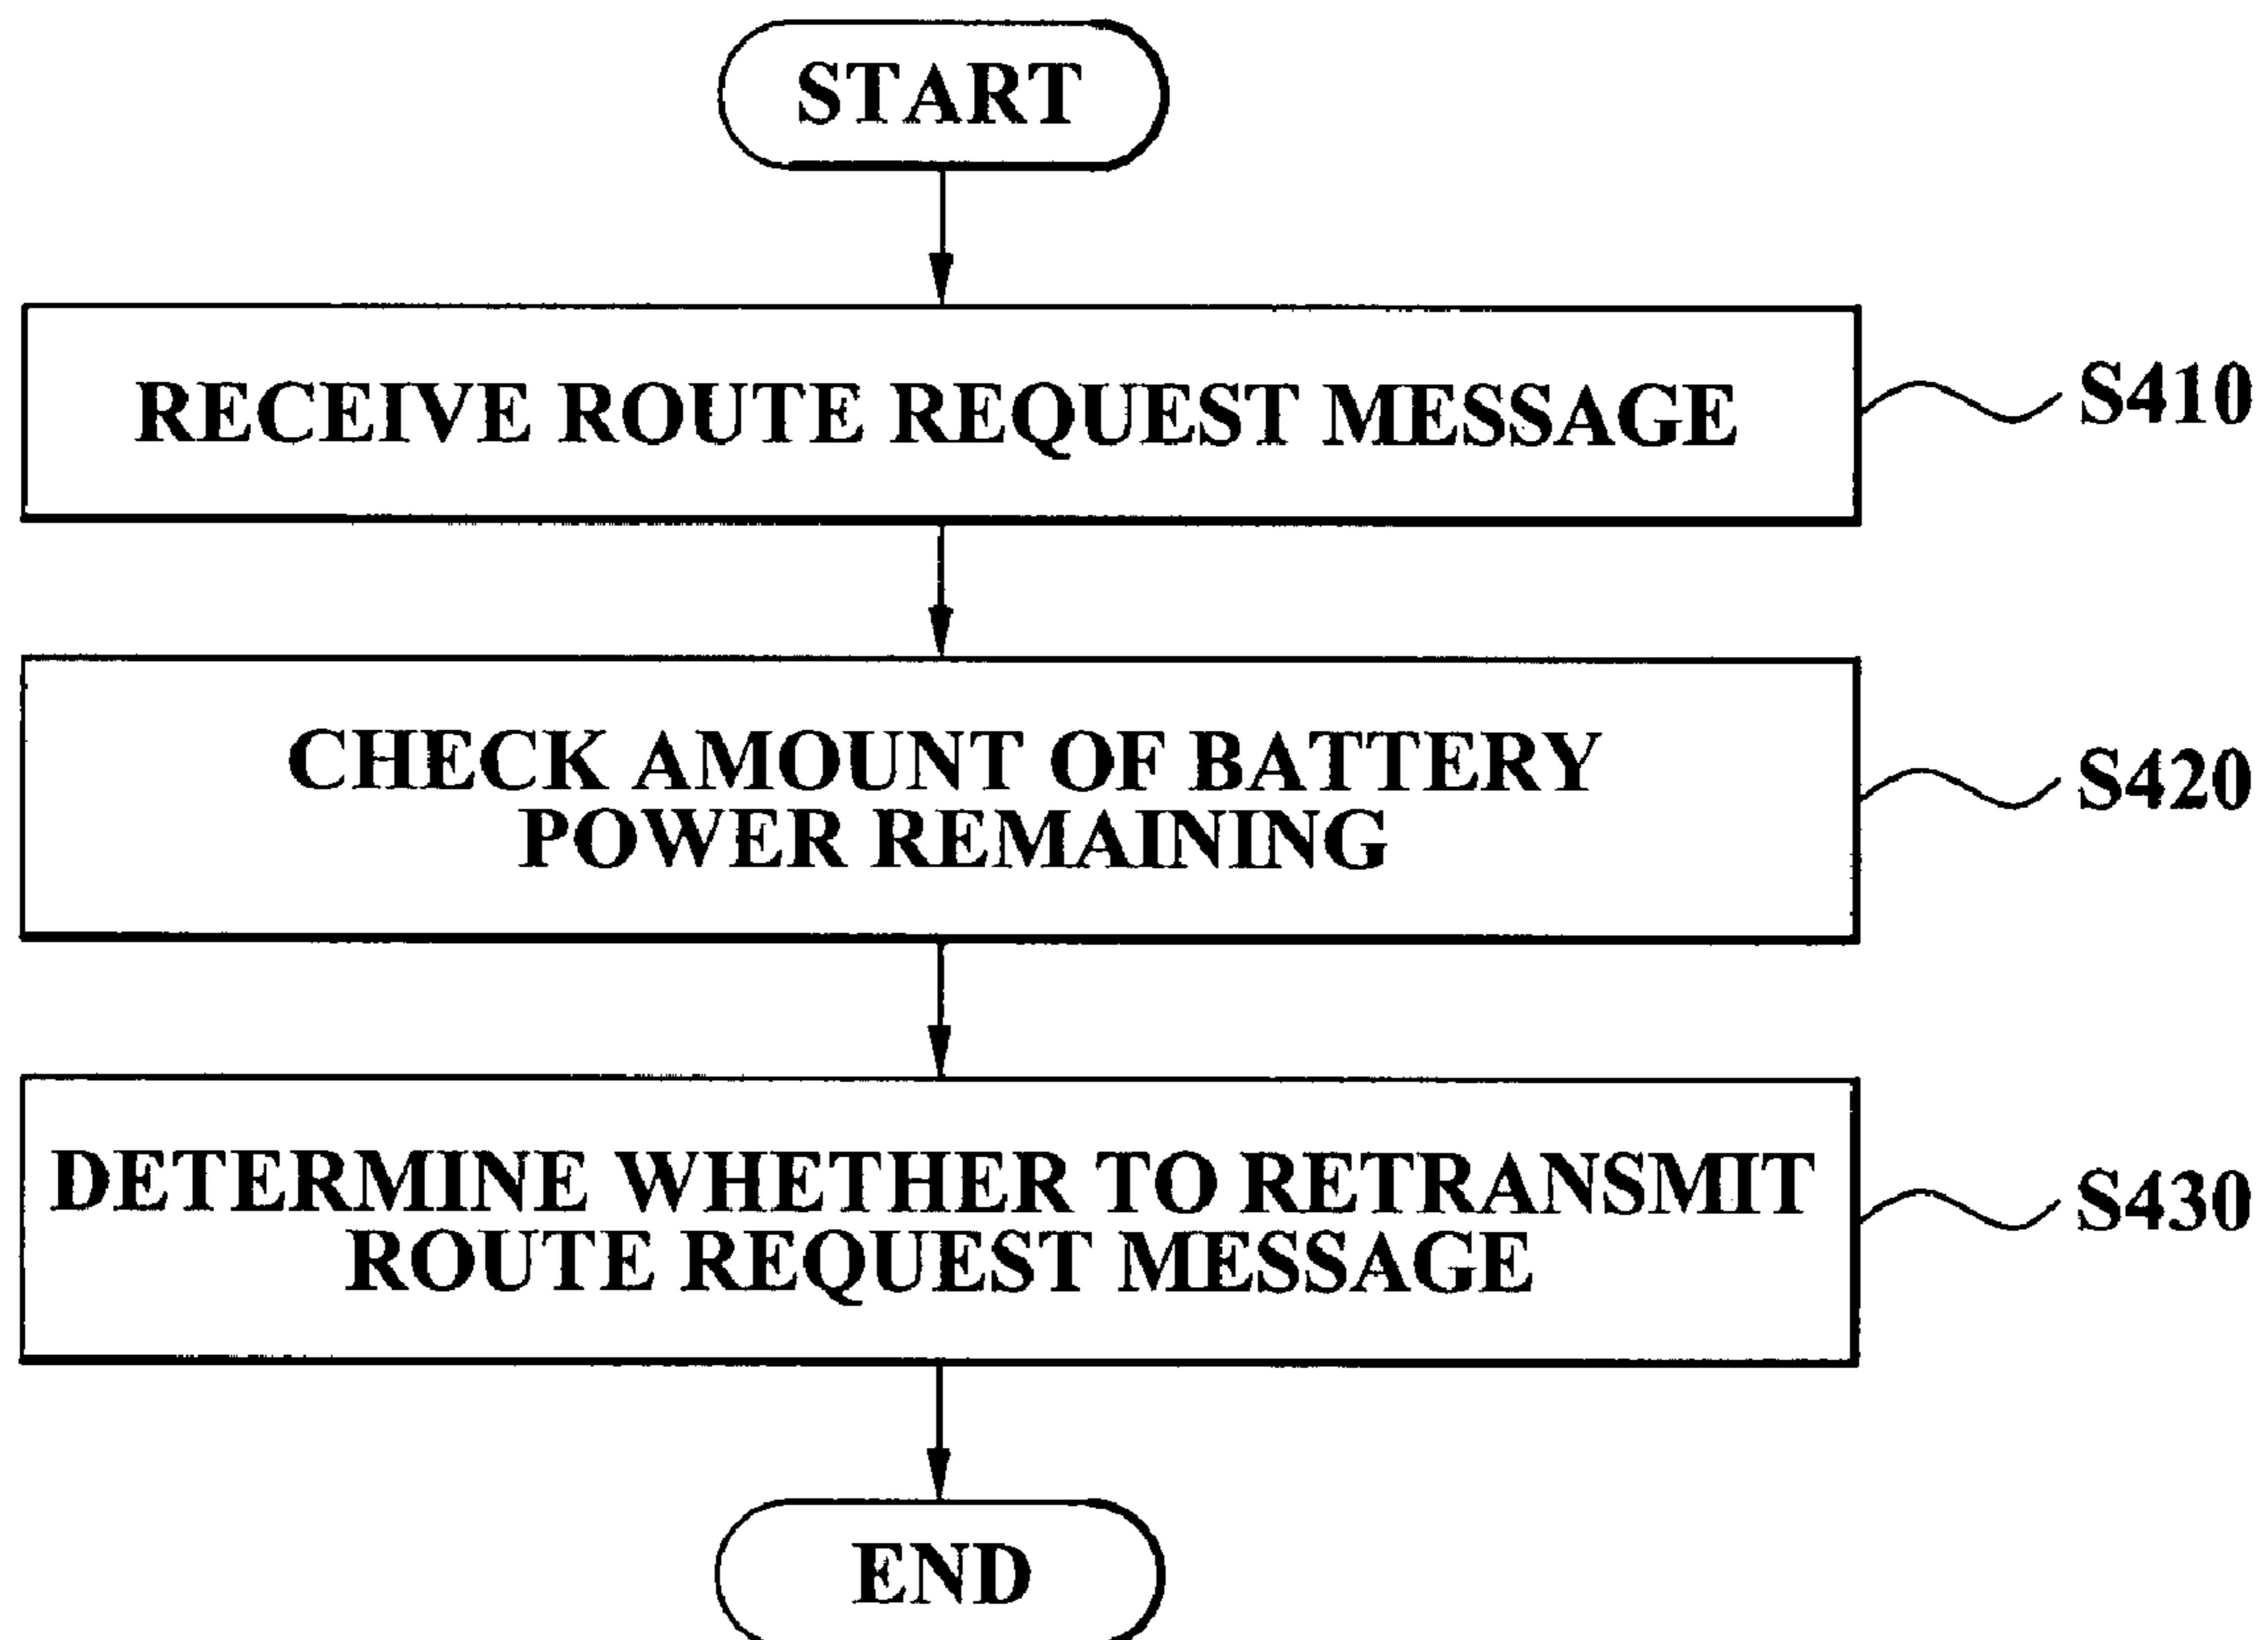 START
RECEIVE ROUTE REQUEST MESSAGE
S410
CHECK AMOUNT OF BATTERY
POWER REMAINING
S420
DETERMINE WHETHER TO RETRANSMIT
ROUTE REQUEST MESSAGE
S430
END